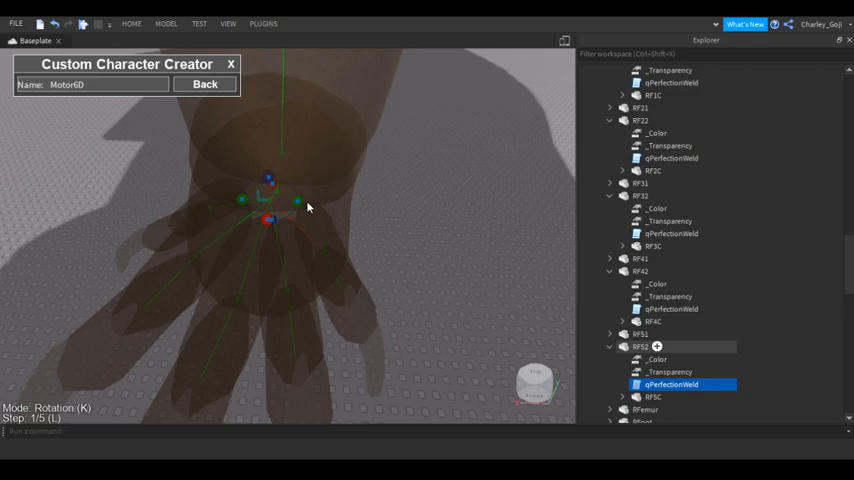 FILE
HOME
MODEL
TEST
VIEW
PLUGINS
What's New
Charley_Goji
Baseplate
Explorer
Filter workspace (Ctrl+Shift+X)
Custom Character Creator X
Name: Motor6D
Back
_Transparency
qPerfectionWeld
RF1C
RF21
RF22
_Color
_Transparency
qPerfectionWeld
RF2C
RF31
RF32
_Color
_Transparency
qPerfectionWeld
RF3C
RF41
RF42
_Color
_Transparency
qPerfectionWeld
RF4C
RF51
RF52
_Color
_Transparency
qPerfectionWeld
RF5C
RFemur
RFoot
Mode: Rotation (K)
Step: 1/5 (L)
Run a command